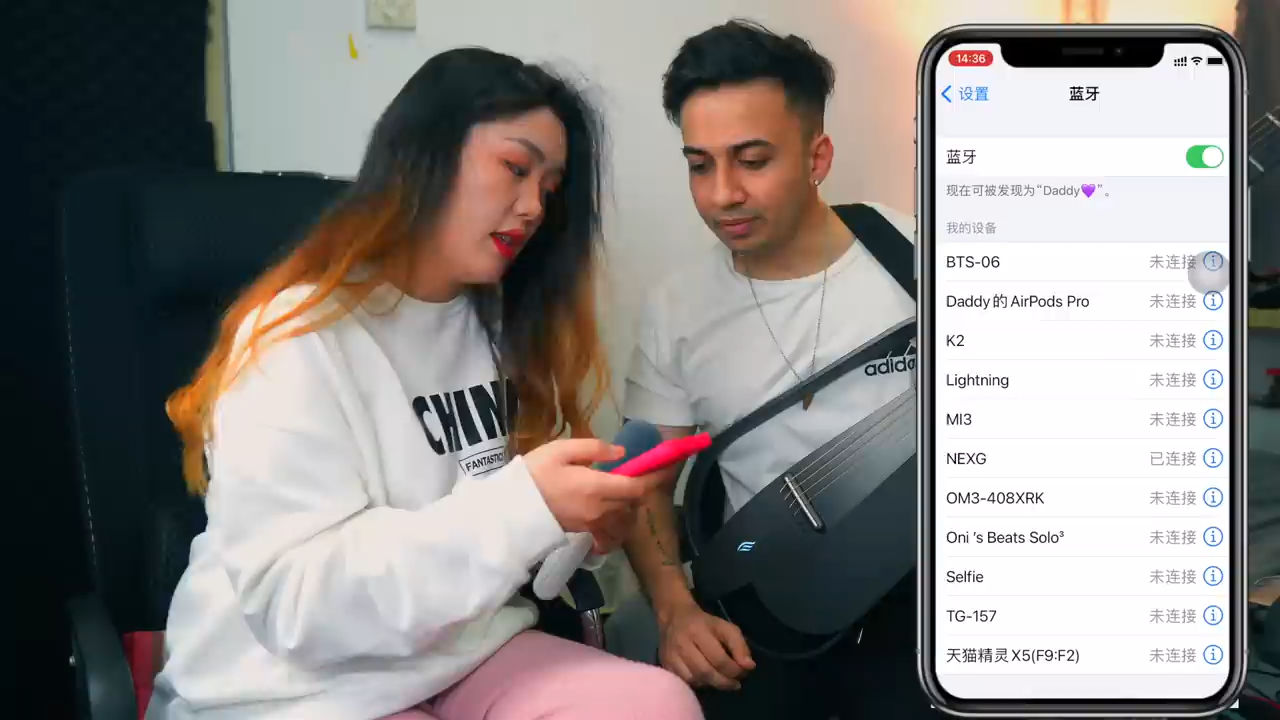 CHIN
FANTASTIC
adida
14:36
设置
蓝牙
蓝牙
现在可被发现为“Daddy💜”。
我的设备
BTS-06 未连接
Daddy的AirPods Pro 未连接
K2 未连接
Lightning 未连接
MI3 未连接
NEXG 已连接
OM3-408XRK 未连接
Oni 's Beats Solo³ 未连接
Selfie 未连接
TG-157 未连接
天猫精灵X5(F9:F2) 未连接